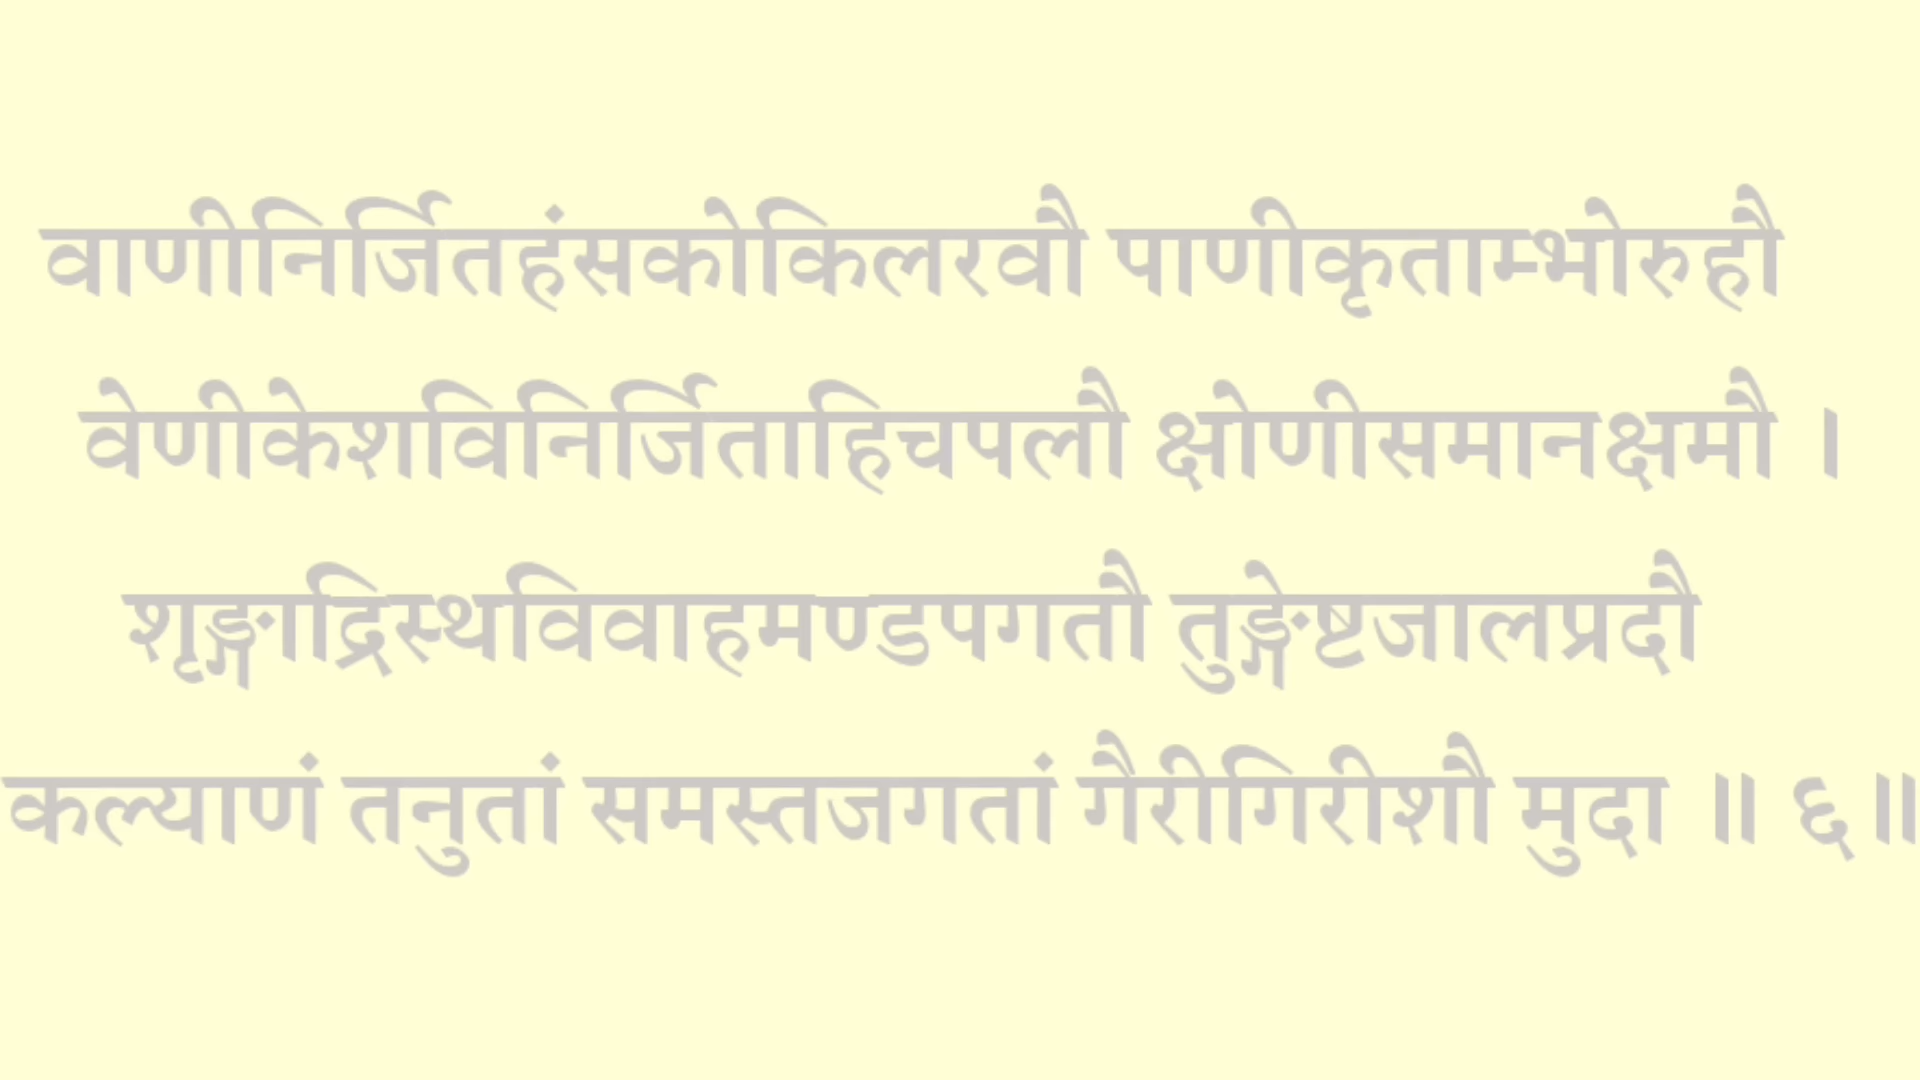 वाणीनिर्जितहंसकोकिलरवौ पाणीकृताम्भोरुहौ
वेणीकेशविनिर्जिताहिचपलौ क्षोणीसमानक्षमौ ।
शृङ्गाद्रिस्थविवाहमण्डपगतौ तुङ्गेष्टजालप्रदौ
कल्याणं तनुतां समस्तजगतां गैरीगिरीशौ मुदा ॥ ६॥